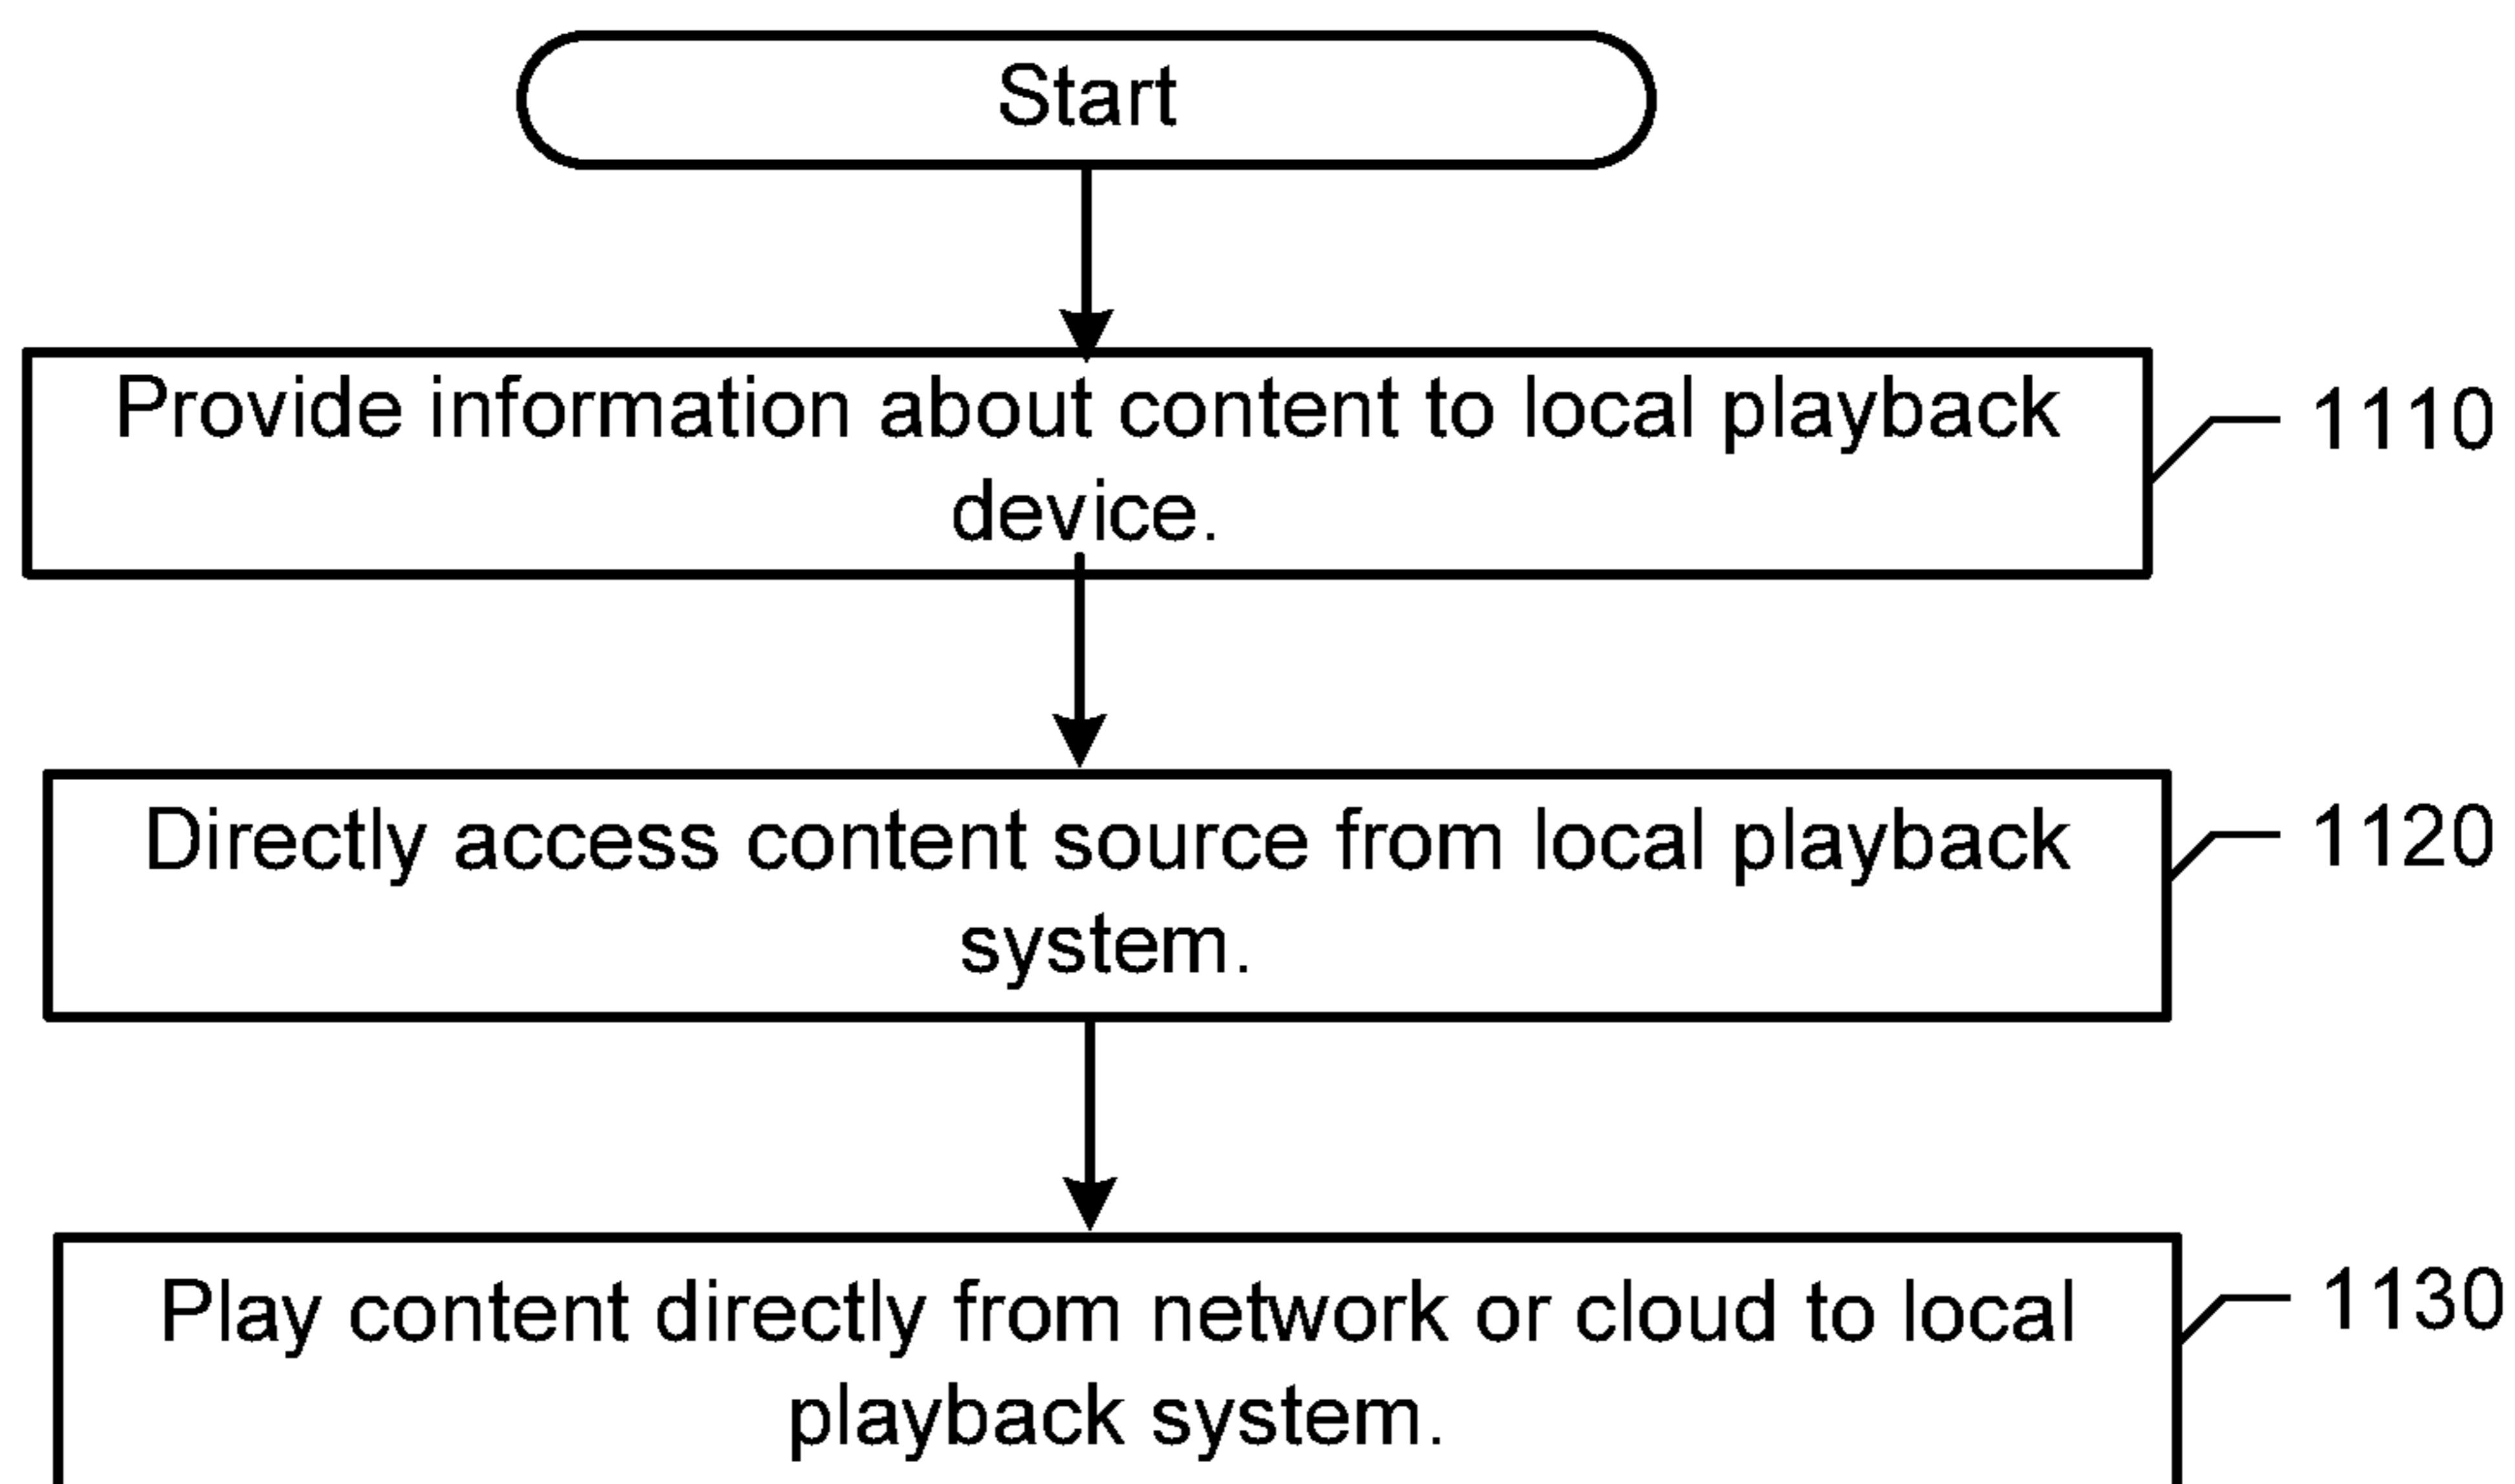 Start
Provide information about content to local playback
device.
1110
Directly access content source from local playback
system.
1120
Play content directly from network or cloud to local
playback system.
1130